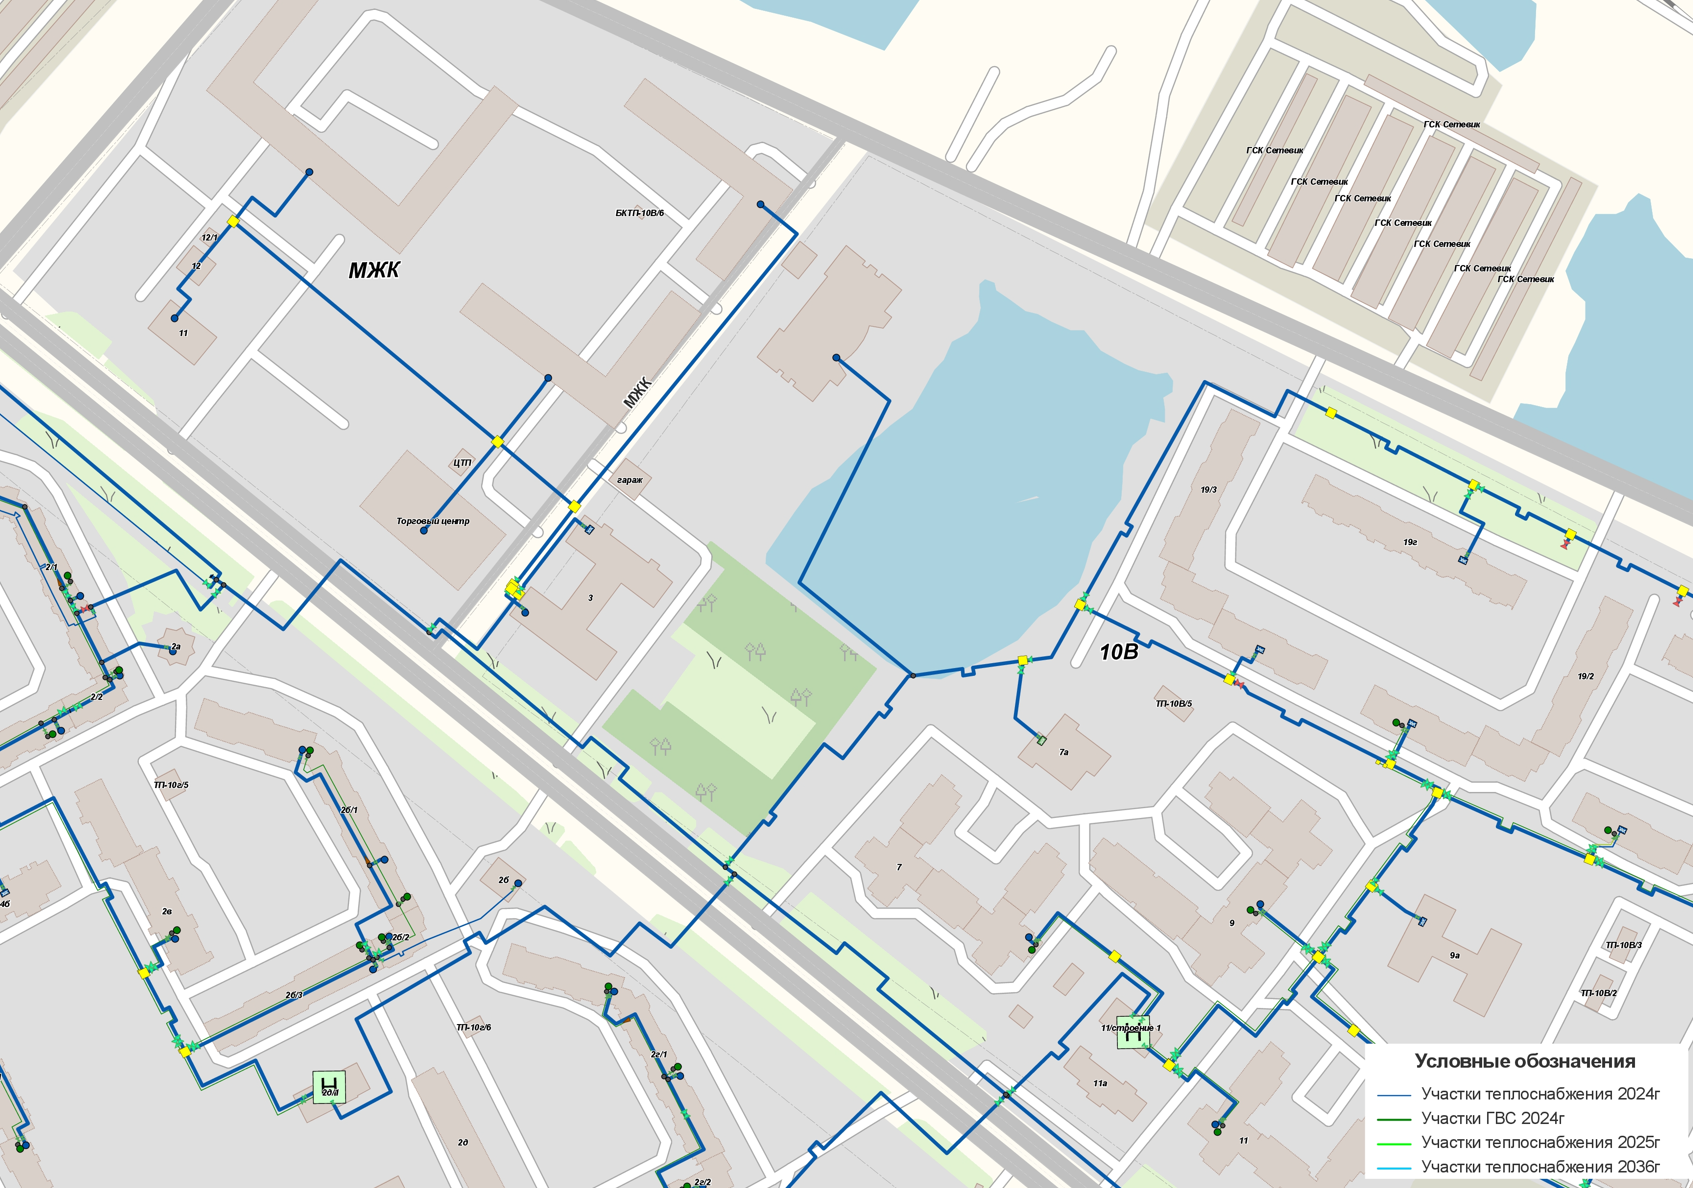 ГСК Сетевик
ГСК Сетевик
ГСК Сетевик
ГСК Сетевик
ГСК Сетевик
ГСК Сетевик
ГСК Сетевик
ГСК Сетевик
БКТП-10В/6
12/1
12
МЖК
11
МЖК
ЦТП
гараж
Торговый центр
19/3
19г
2/1
3
2а
10В
2/2
19/2
ТП-10В/5
7а
ТП-10г/5
2б/1
7
2б
4б
2в
9
2б/2
9а
ТП-10В/3
2б/3
ТП-10В/2
ТП-10г/6
11/строение 1
2г/1
11а
2д/1
2д
11
2г/2
Условные обозначения
Участки теплоснабжения 2024г
Участки ГВС 2024г
Участки теплоснабжения 2025г
Участки теплоснабжения 2036г